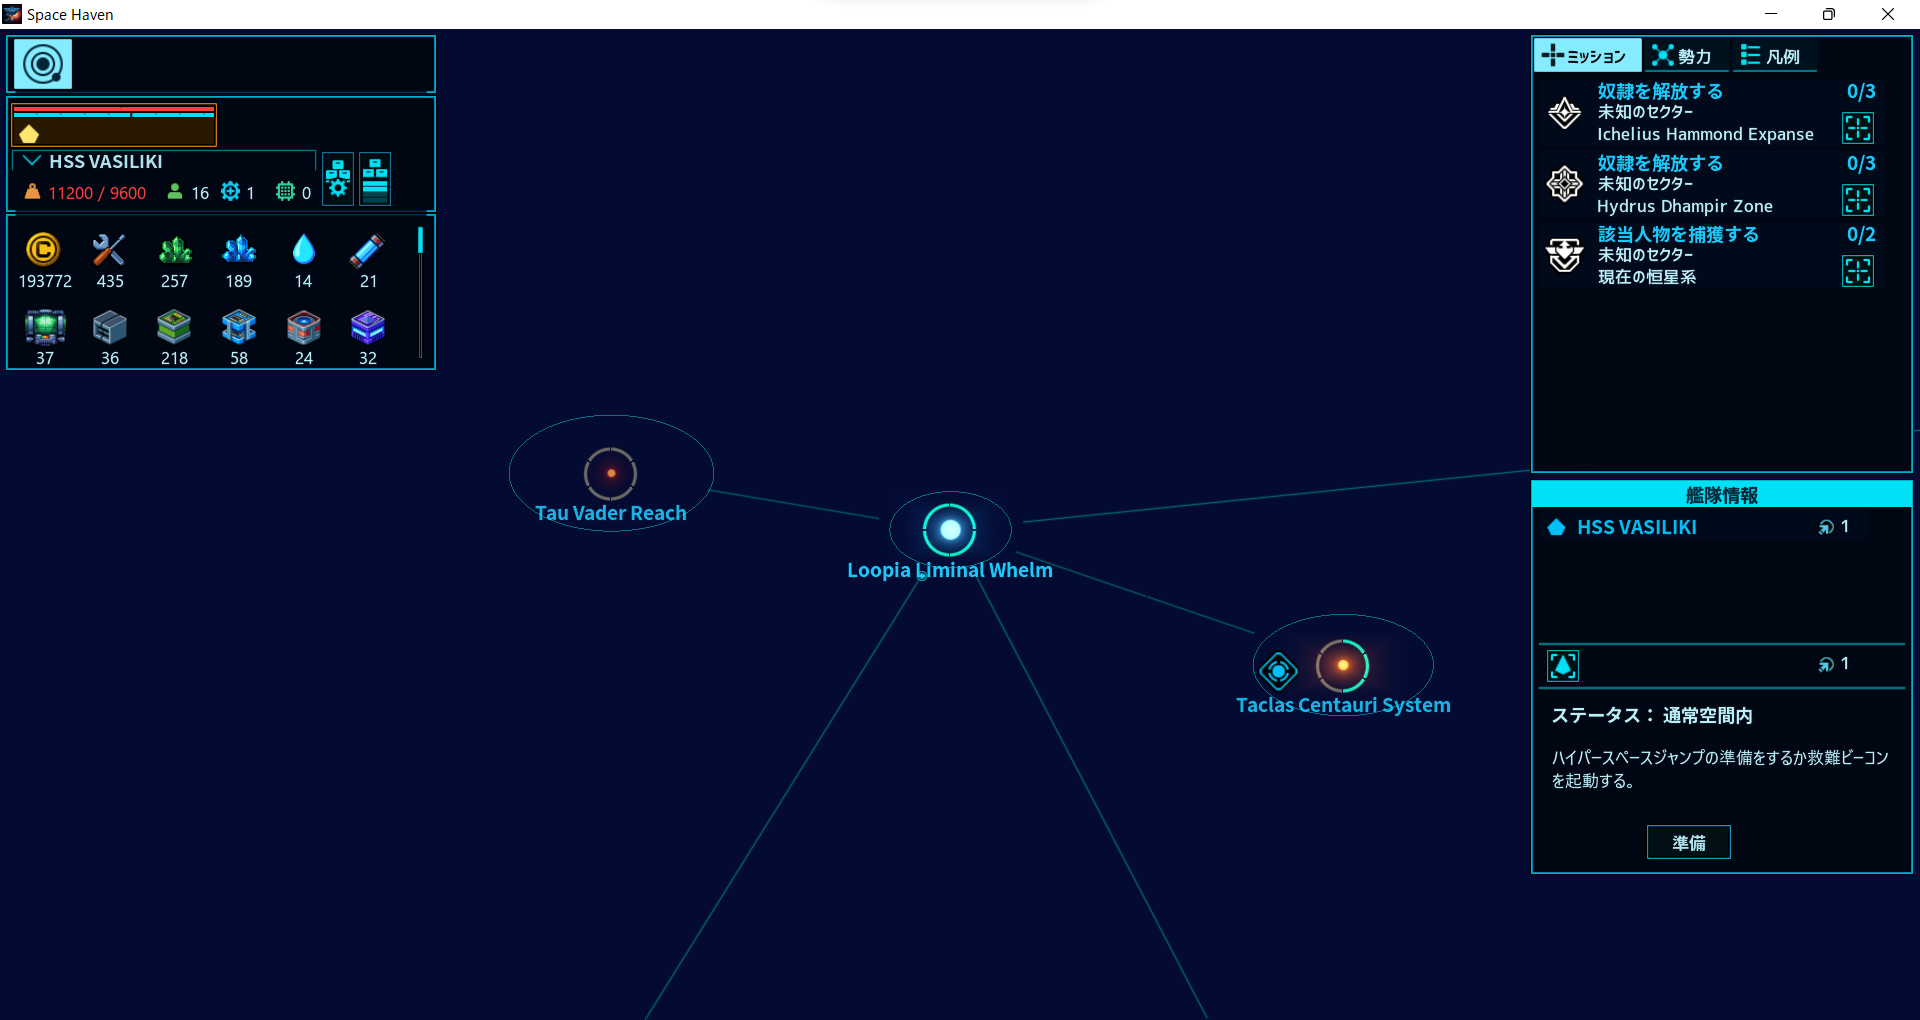 Space Haven
HSS VASILIKI
11200 / 9600
16
1
0
193772
435
257
189
14
21
37
36
218
58
24
32
Tau Vader Reach
Loopia Liminal Whelm
Taclas Centauri System
ミッション
勢力
凡例
奴隷を解放する 0/3
未知のセクター
Ichelius Hammond Expanse
奴隷を解放する 0/3
未知のセクター
Hydrus Dhampir Zone
該当人物を捕獲する 0/2
未知のセクター
現在の恒星系
艦隊情報
HSS VASILIKI 1
1
ステータス： 通常空間内
ハイパースペースジャンプの準備をするか救難ビーコン
を起動する。
準備